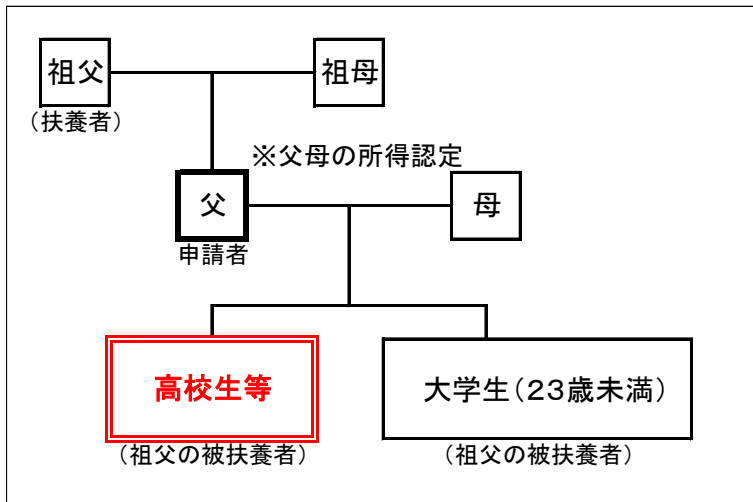 祖父
祖母
(扶養者)
※父母の所得認定
父
母
申請者
高校生等
大学生(23歳未満)
(祖父の被扶養者)
(祖父の被扶養者)